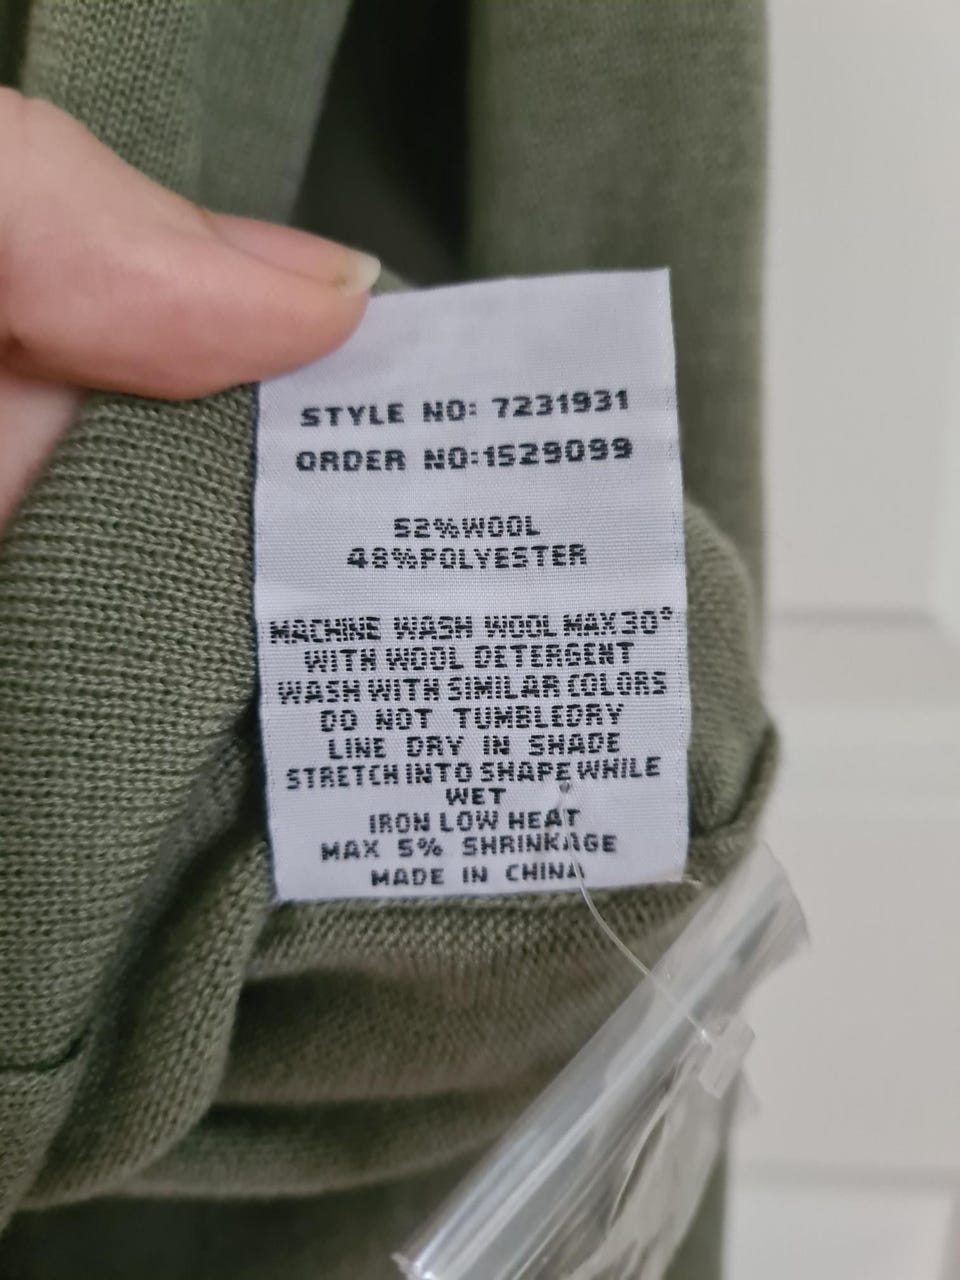 STYLE NO: 7231931
ORDER NO:1529099
52%WOOL
48%POLYESTER
MACHINE WASH WOOL MAX30°
WITH WOOL DETERGENT
WASH WITH SIMILAR COLORS
DO NOT TUMBLEDRY
LINE DRY IN SHADE
STRETCH INTO SHAPE WHILE
WET
IRON LOW HEAT
MAX 5% SHRINKAGE
MADE IN CHINA